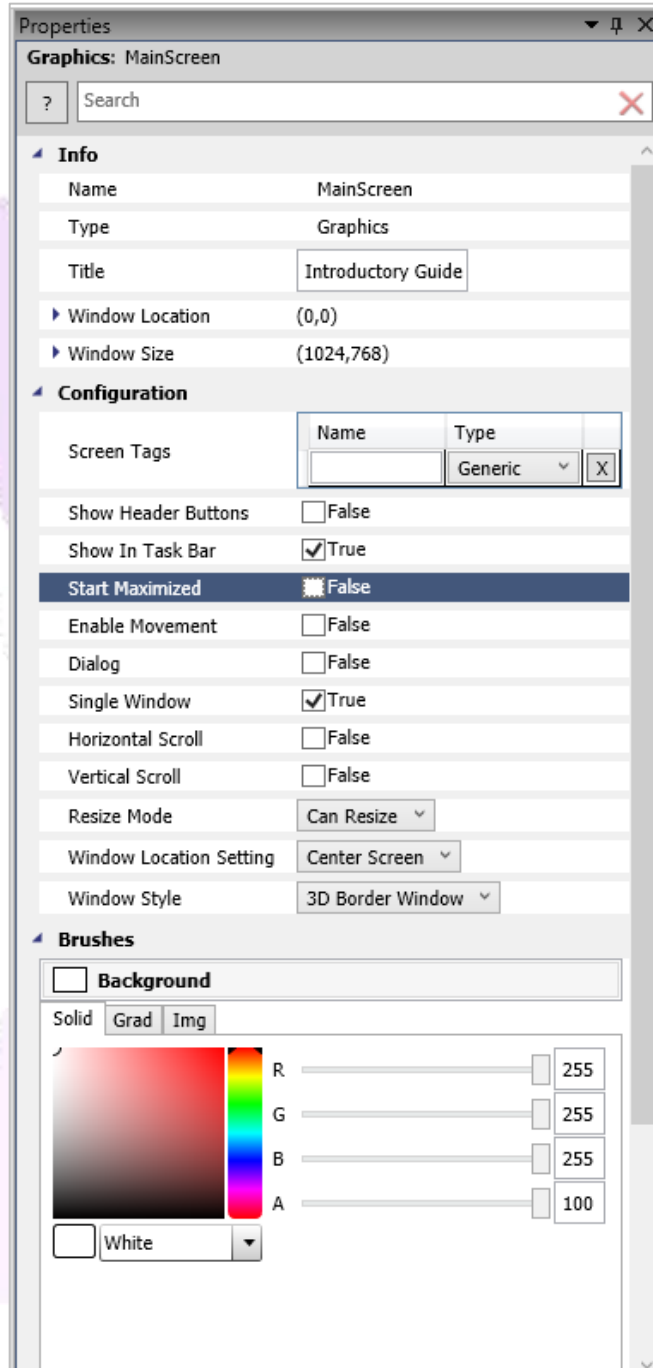 Properties
Graphics: MainScreen
? Search
Info
Name MainScreen
Type Graphics
Title Introductory Guide
Window Location (0,0)
Window Size (1024,768)
Configuration
Name Type
Screen Tags
Generic X
Show Header Buttons False
Show In Task Bar True
Start Maximized False
Enable Movement False
Dialog False
Single Window True
Horizontal Scroll False
Vertical Scroll False
Resize Mode Can Resize
Window Location Setting Center Screen
Window Style 3D Border Window
Brushes
Background
Solid Grad Img
R 255
G 255
B 255
A 100
White